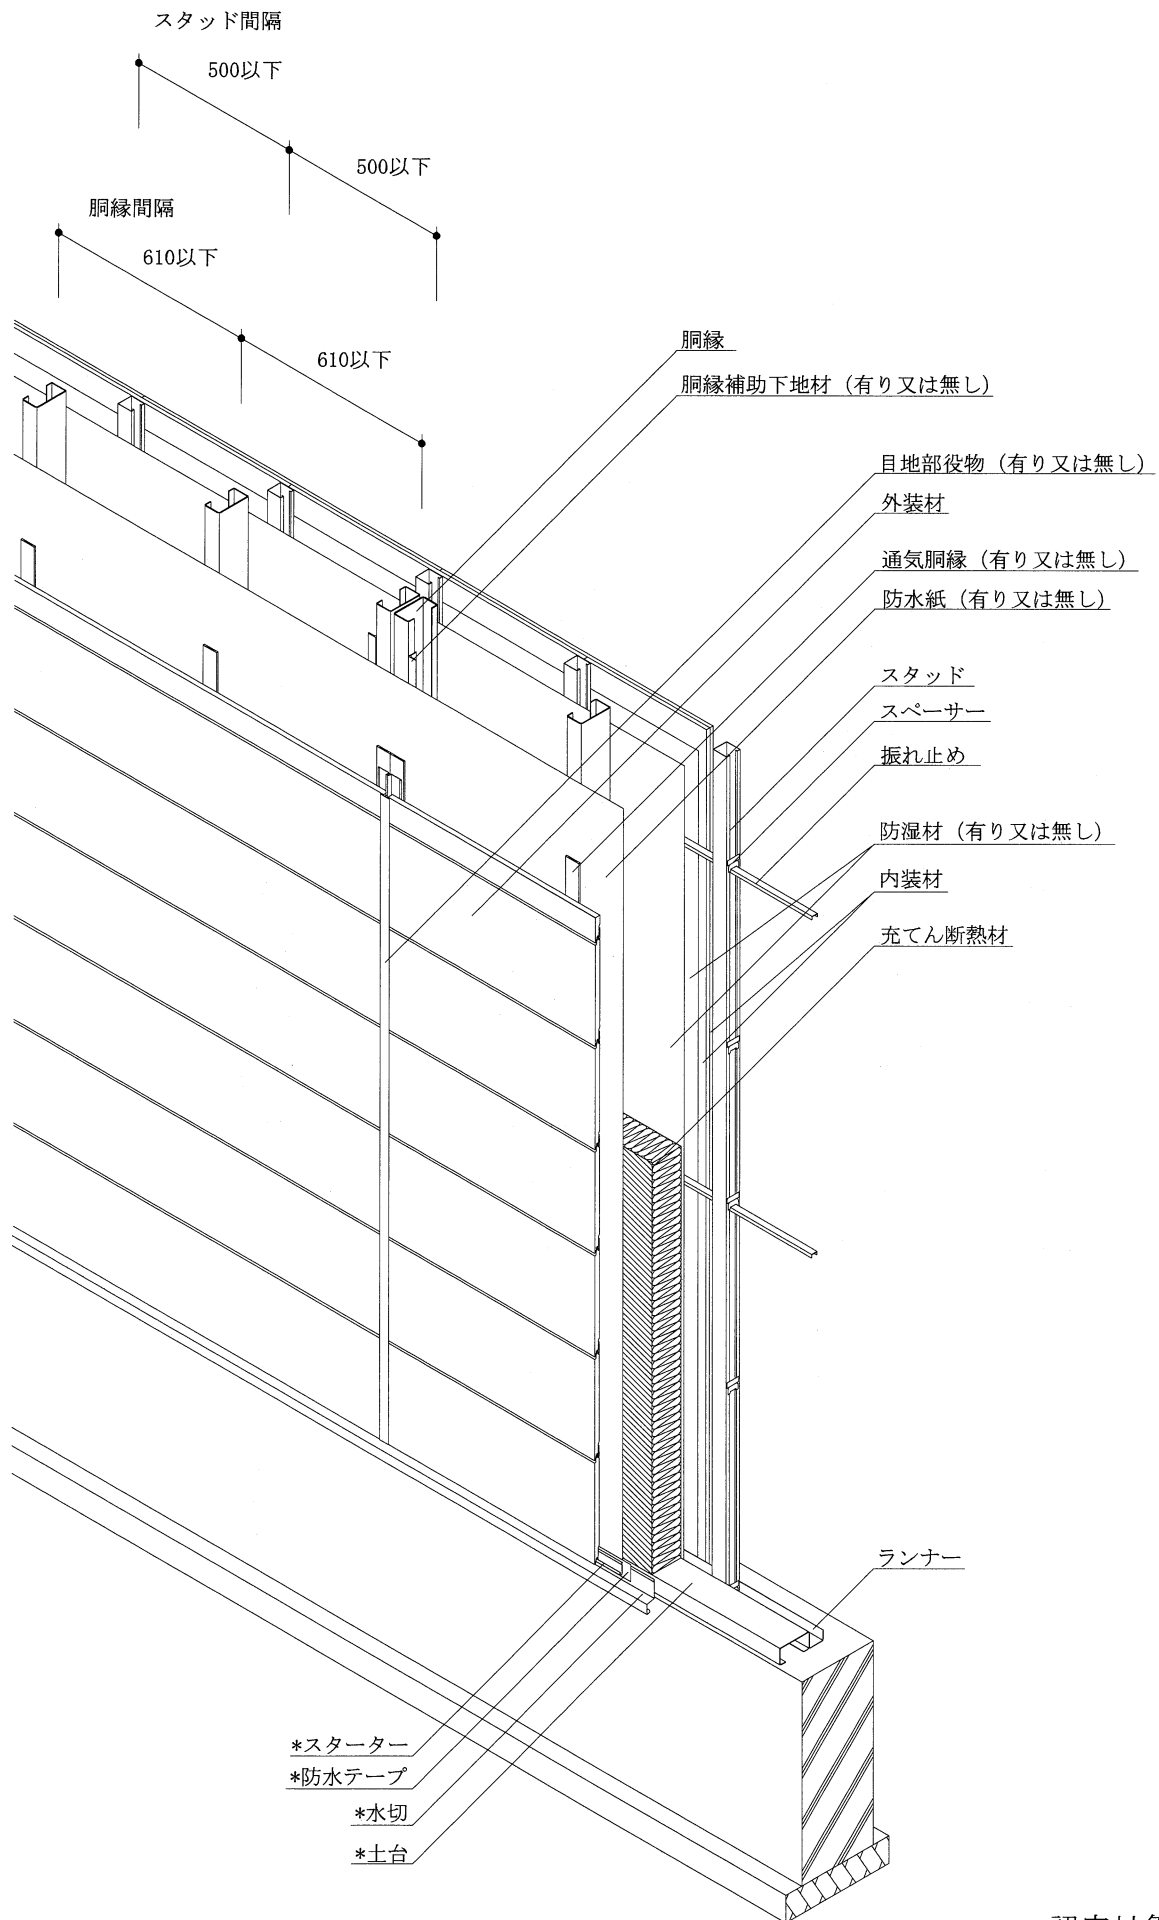 スタッド間隔
500以下
500以下
胴縁間隔
610以下
610以下
胴縁
胴縁補助下地材（有り又は無し）
目地部役物（有り又は無し）
外装材
通気胴縁（有り又は無し）
防水紙（有り又は無し）
スタッド
スペーサー
振れ止め
防湿材（有り又は無し）
内装材
充てん断熱材
ランナー
*スターター
*防水テープ
*水切
*土台